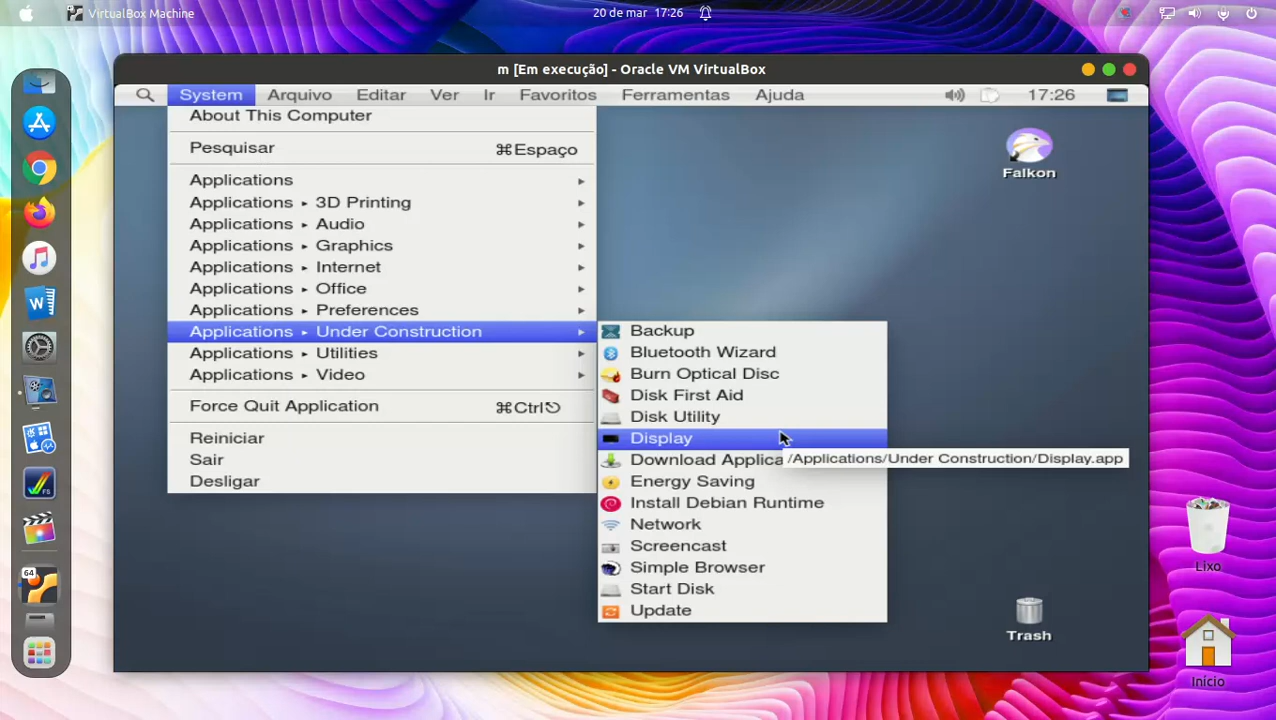 VirtualBox Machine
20 de mar 17:26
m [Em execução] - Oracle VM VirtualBox
System Arquivo Editar Ver Ir Favoritos Ferramentas Ajuda 17:26
About This Computer
Pesquisar ⌘Espaço
Applications ▸
Applications ▸ 3D Printing ▸
Applications ▸ Audio ▸
Applications ▸ Graphics ▸
Applications ▸ Internet ▸
Applications ▸ Office ▸
Applications ▸ Preferences ▸
Applications ▸ Under Construction ▸
Applications ▸ Utilities ▸
Applications ▸ Video ▸
Force Quit Application ⌘Ctrl⎋
Reiniciar
Sair
Desligar
Backup
Bluetooth Wizard
Burn Optical Disc
Disk First Aid
Disk Utility
Display
Download Applica
/Applications/Under Construction/Display.app
Energy Saving
Install Debian Runtime
Network
Screencast
Simple Browser
Start Disk
Update
Falkon
Trash
Lixo
Início
W
FS
64